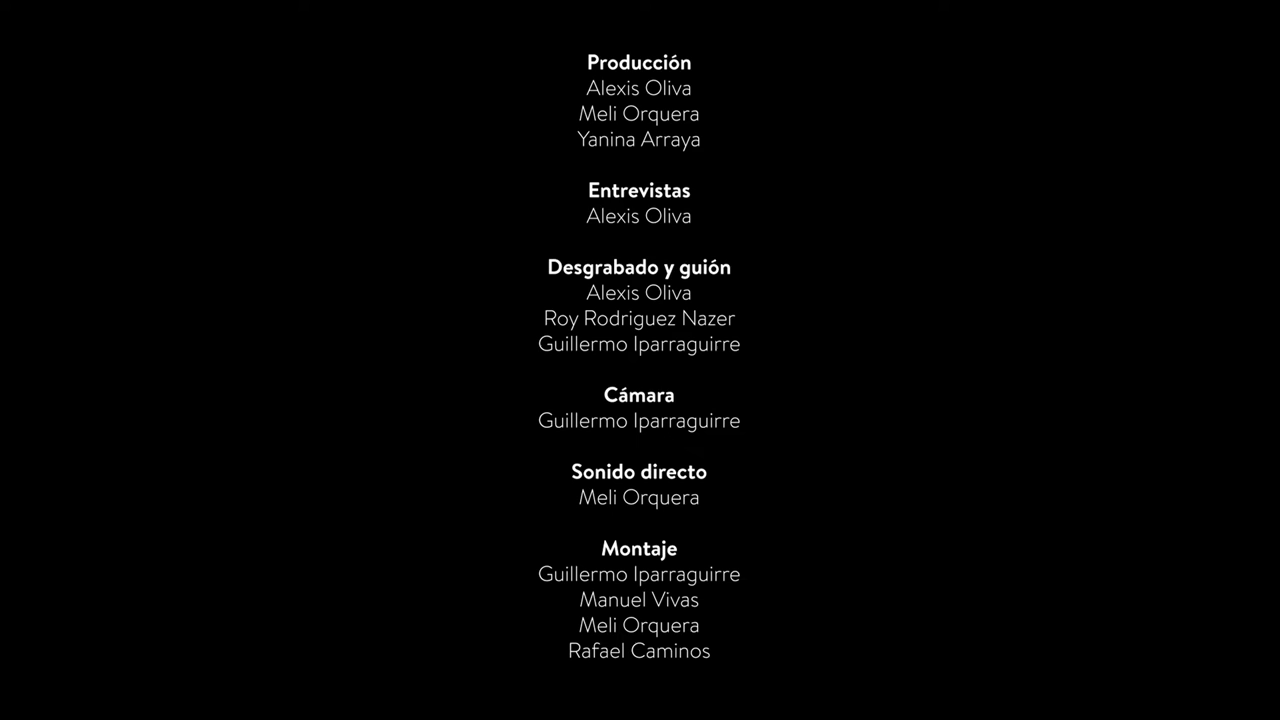 Producción
Alexis Oliva
Meli Orquera
Yanina Arraya
Entrevistas
Alexis Oliva
Desgrabado y guión
Alexis Oliva
Roy Rodriguez Nazer
Guillermo Iparraguirre
Cámara
Guillermo Iparraguirre
Sonido directo
Meli Orquera
Montaje
Guillermo Iparraguirre
Manuel Vivas
Meli Orquera
Rafael Caminos